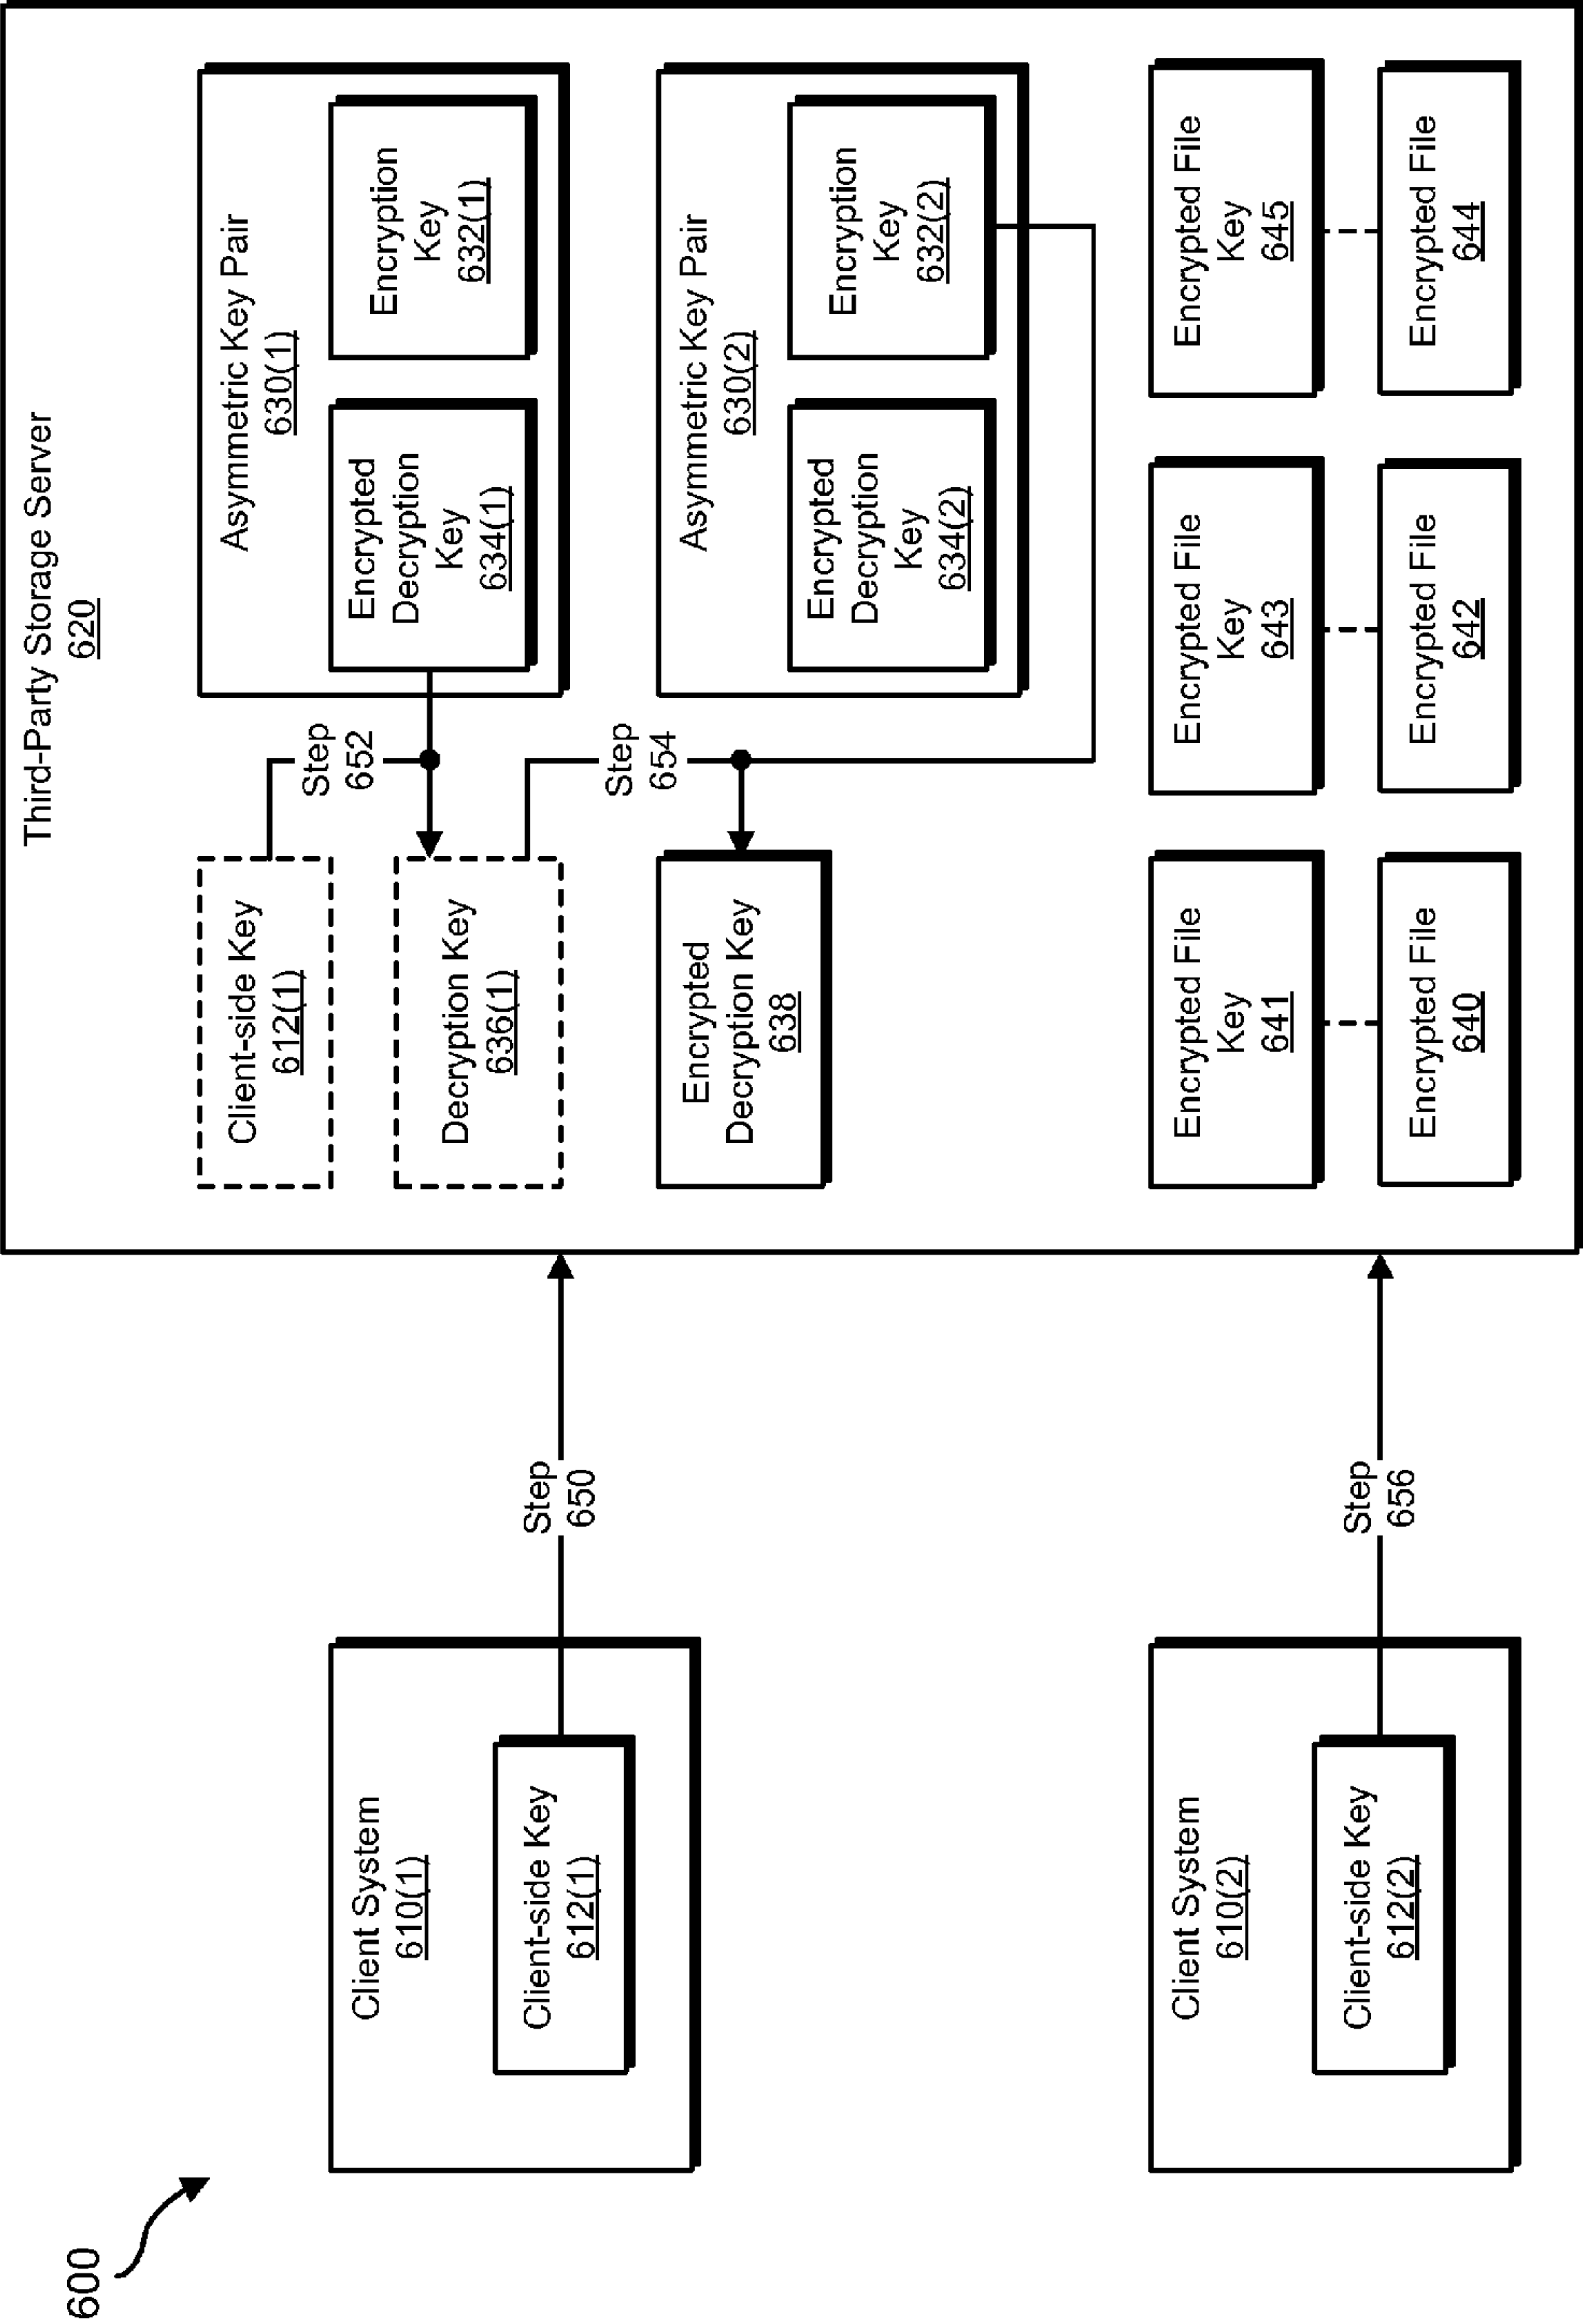 600
Client System
610(1)
Client-side Key
612(1)
Client System
610(2)
Client-side Key
612(2)
Step
650
Step
656
Third-Party Storage Server
620
Client-side Key
612(1)
Step
652
Decryption Key
636(1)
Step
654
Encrypted
Decryption Key
638
Asymmetric Key Pair
630(1)
Encrypted
Decryption
Key
634(1)
Encryption
Key
632(1)
Asymmetric Key Pair
630(2)
Encrypted
Decryption
Key
634(2)
Encryption
Key
632(2)
Encrypted File
Key
641
Encrypted File
640
Encrypted File
Key
643
Encrypted File
642
Encrypted File
Key
645
Encrypted File
644